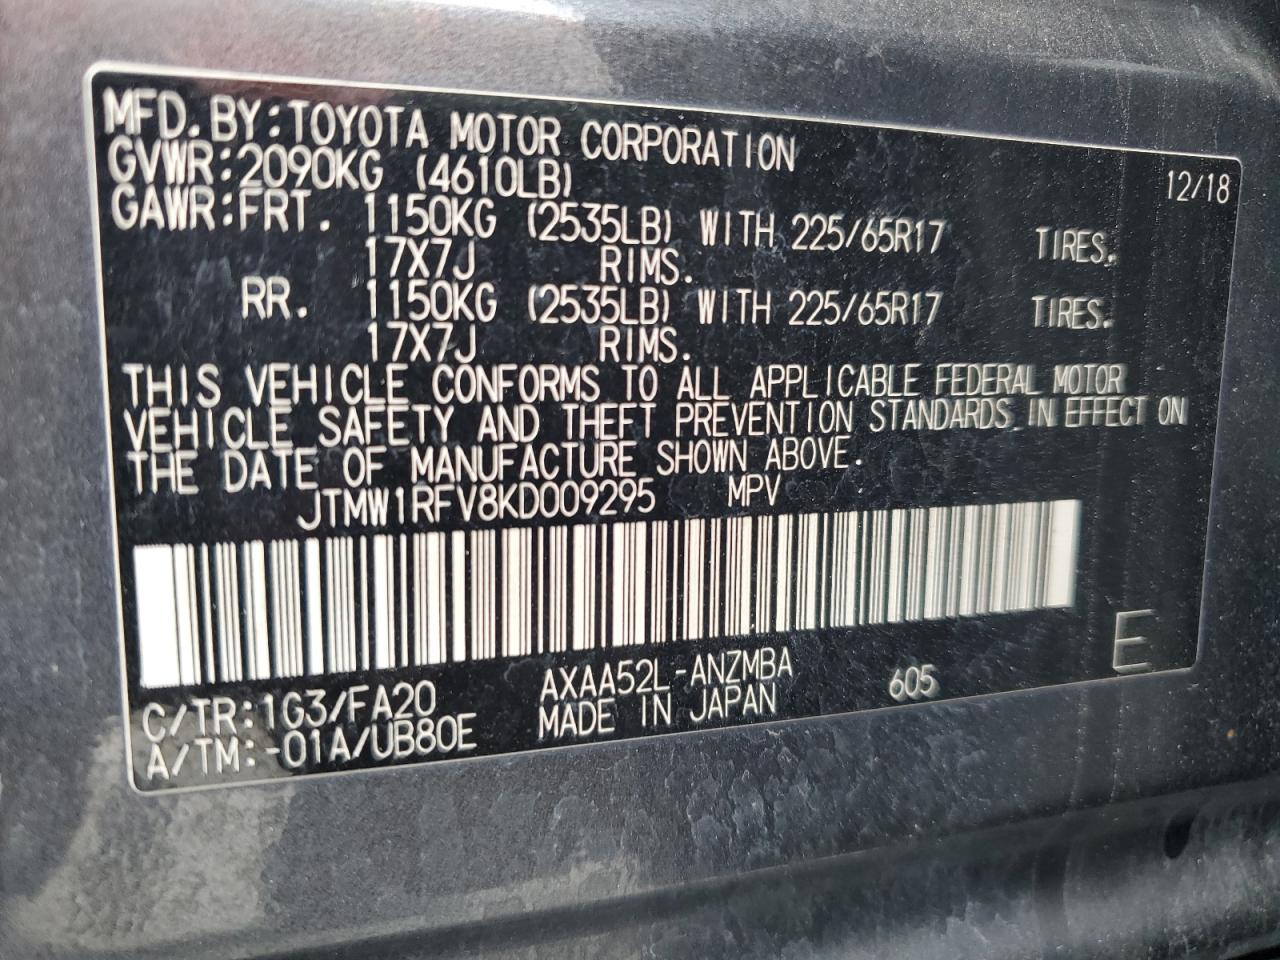 MFD.BY:TOYOTA MOTOR CORPORATION 12/18
GVWR:2090KG (4610LB)
GAWR:FRT. 1150KG (2535LB) WITH 225/65R17 TIRES.
17X7J RIMS.
RR. 1150KG (2535LB) WITH 225/65R17 TIRES.
17X7J RIMS.
THIS VEHICLE CONFORMS TO ALL APPLICABLE FEDERAL MOTOR
VEHICLE SAFETY AND THEFT PREVENTION STANDARDS IN EFFECT ON
THE DATE OF MANUFACTURE SHOWN ABOVE.
JTMW1RFV8KD009295 MPV
E
C/TR:1G3/FA20 AXAA52L-ANZMBA 605
A/TM:-01A/UB80E MADE IN JAPAN